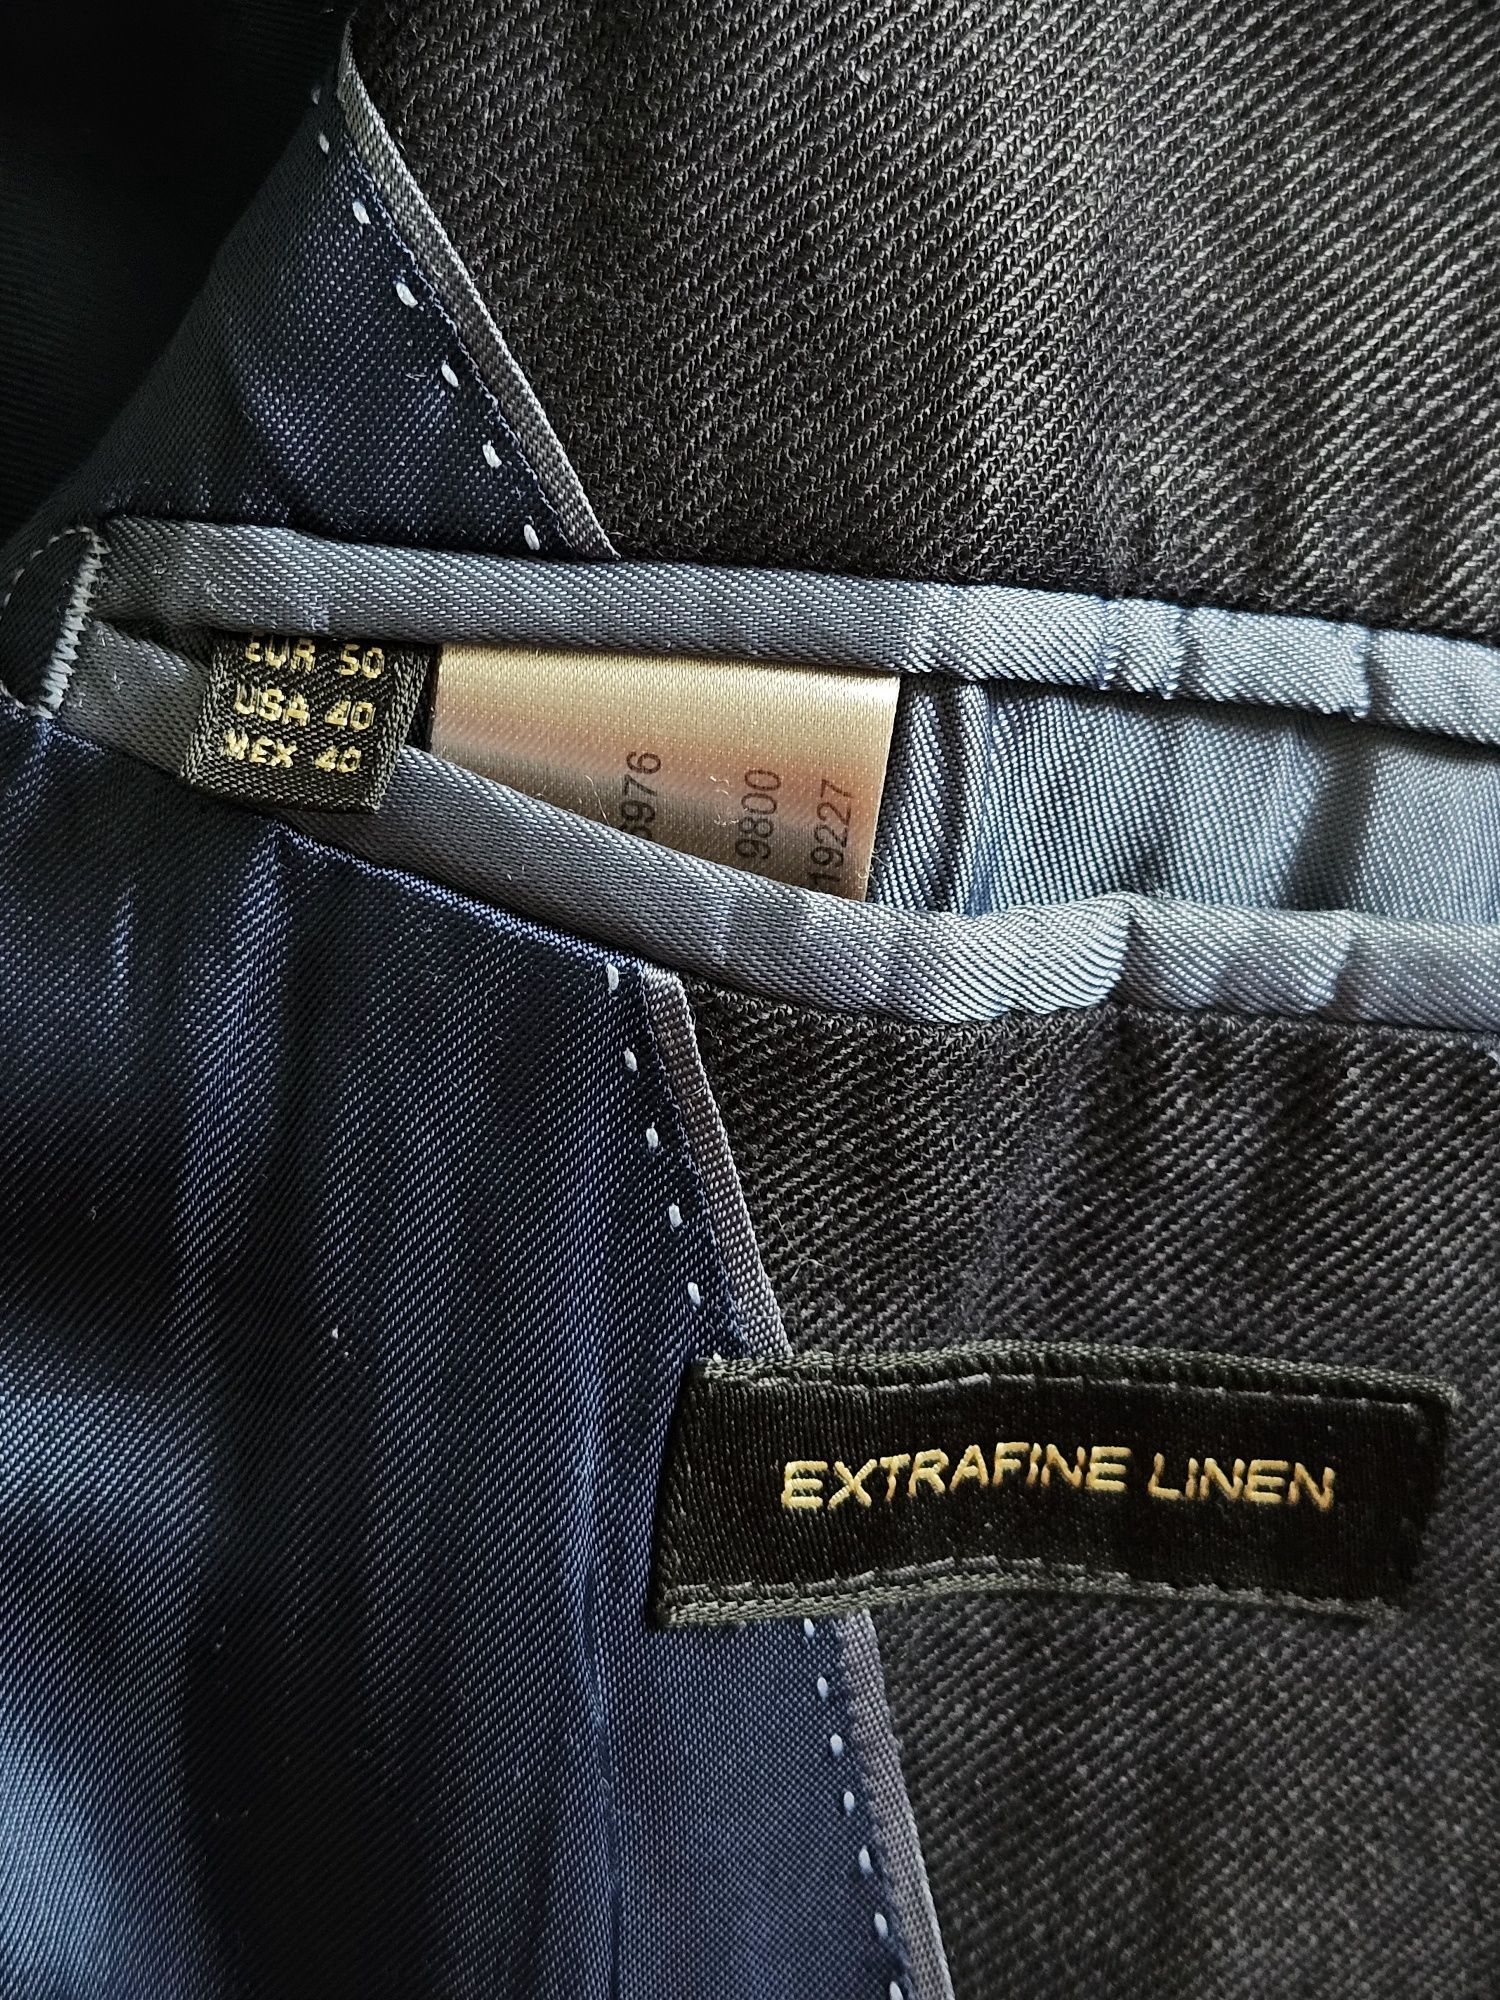 EUR 50
USA 40
MEX 40
9800
19227
EXTRAFINE LINEN